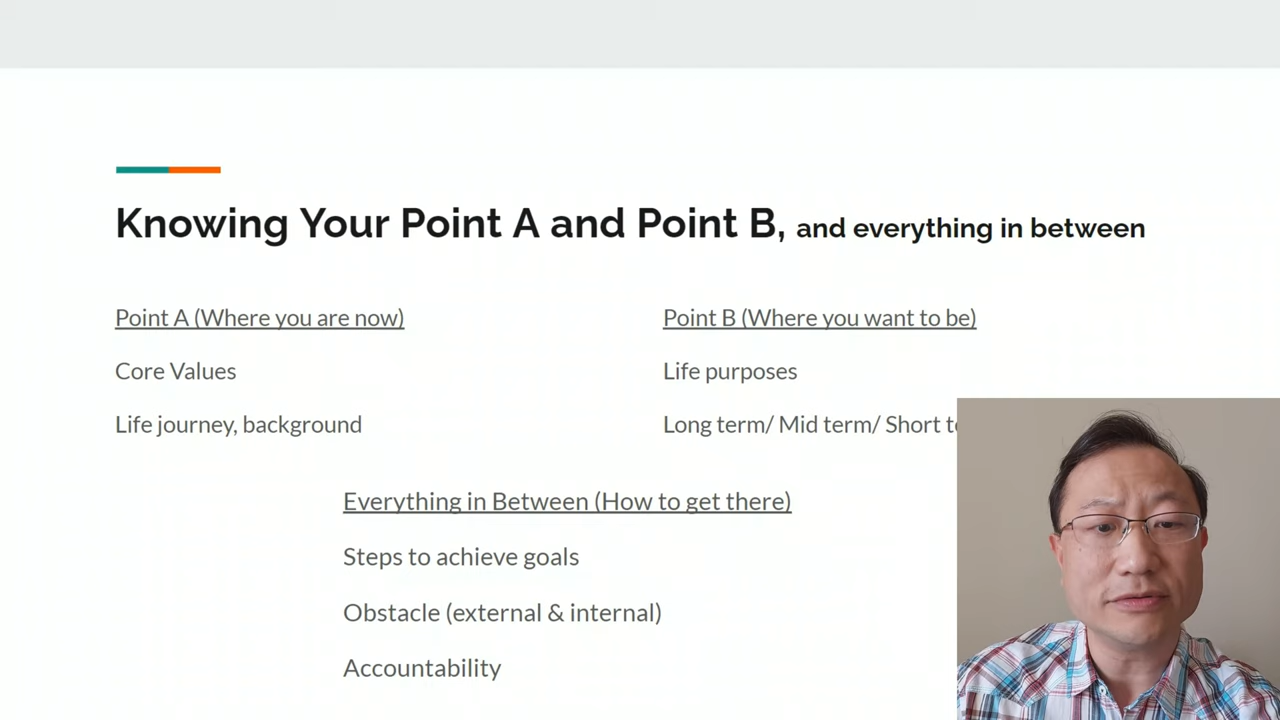 Knowing Your Point A and Point B, and everything in between
Point A (Where you are now)
Core Values
Life journey, background
Point B (Where you want to be)
Life purposes
Long term/ Mid term/ Short
Everything in Between (How to get there)
Steps to achieve goals
Obstacle (external & internal)
Accountability